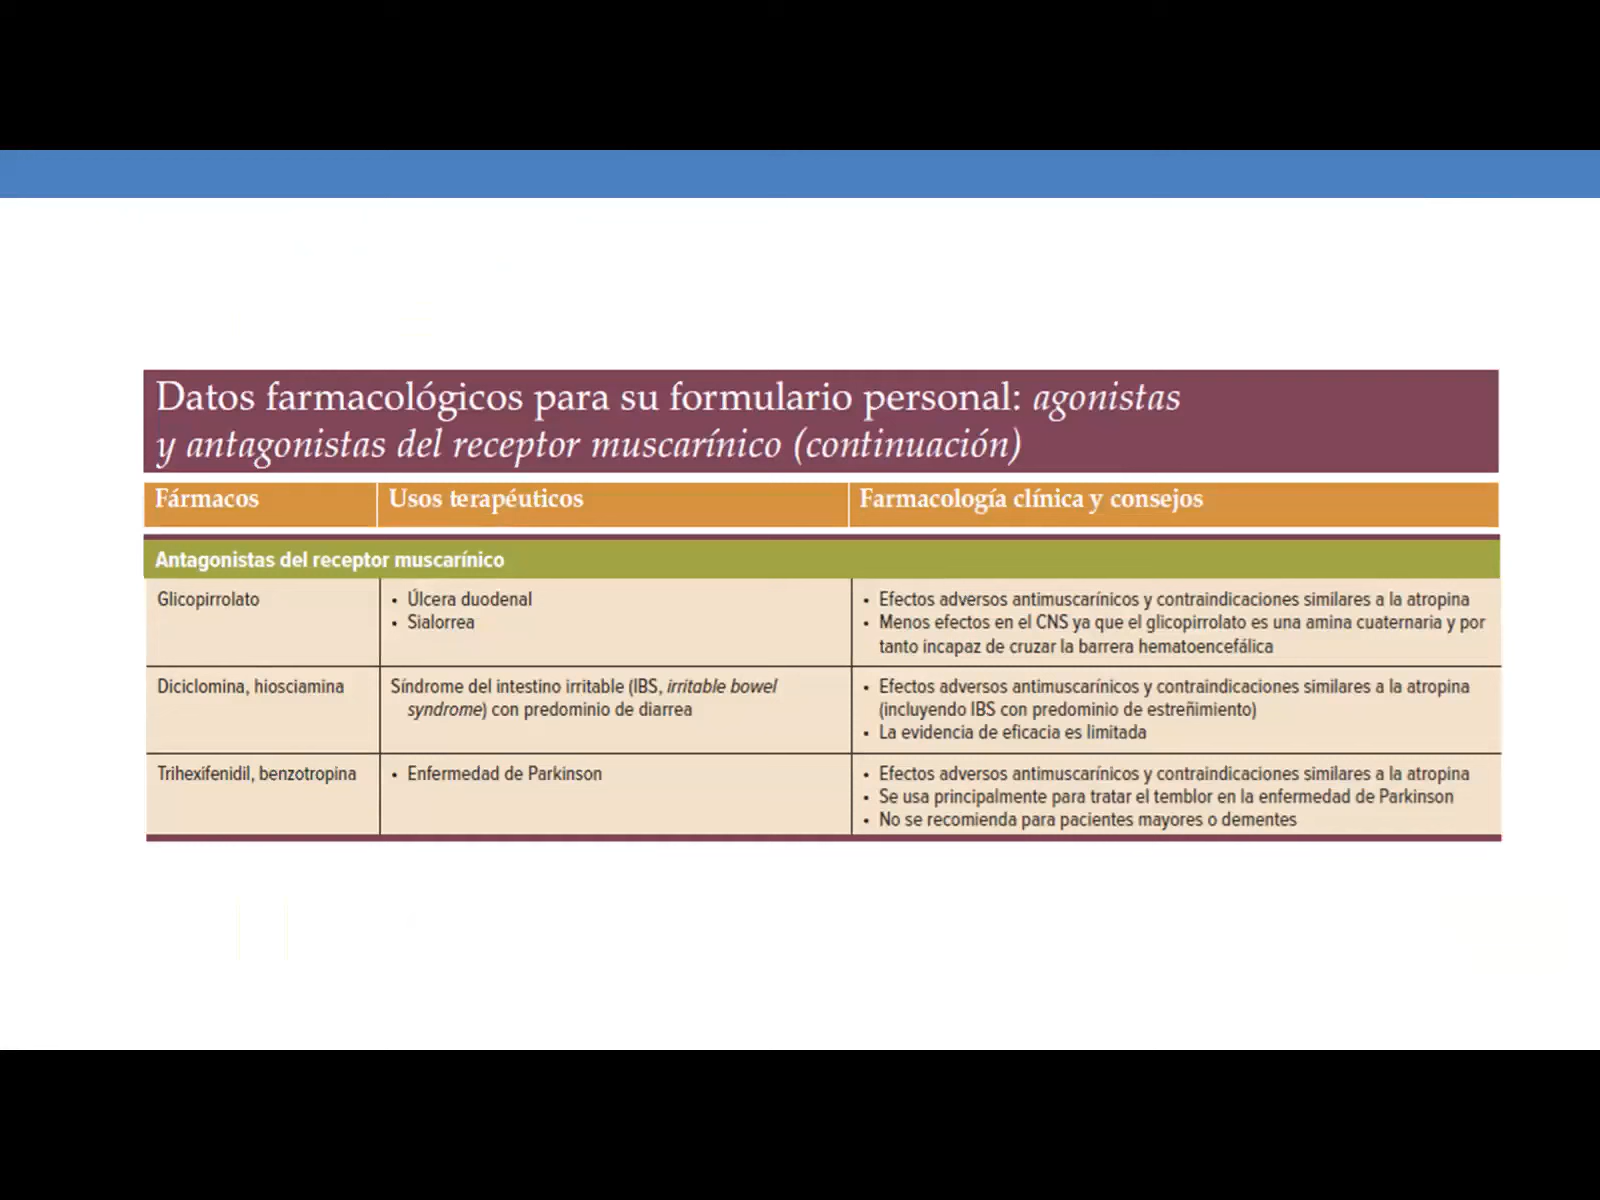 Datos farmacológicos para su formulario personal: agonistas
y antagonistas del receptor muscarínico (continuación)
Fármacos
Usos terapéuticos
Farmacología clínica y consejos
Antagonistas del receptor muscarínico
Glicopirrolato
• Úlcera duodenal
• Sialorrea
• Efectos adversos antimuscarínicos y contraindicaciones similares a la atropina
• Menos efectos en el CNS ya que el glicopirrolato es una amina cuaternaria y por
tanto incapaz de cruzar la barrera hematoencefálica
Diciclomina, hiosciamina
Síndrome del intestino irritable (IBS, irritable bowel
syndrome) con predominio de diarrea
• Efectos adversos antimuscarínicos y contraindicaciones similares a la atropina
(incluyendo IBS con predominio de estreñimiento)
• La evidencia de eficacia es limitada
Trihexifenidil, benzotropina
• Enfermedad de Parkinson
• Efectos adversos antimuscarínicos y contraindicaciones similares a la atropina
• Se usa principalmente para tratar el temblor en la enfermedad de Parkinson
• No se recomienda para pacientes mayores o dementes